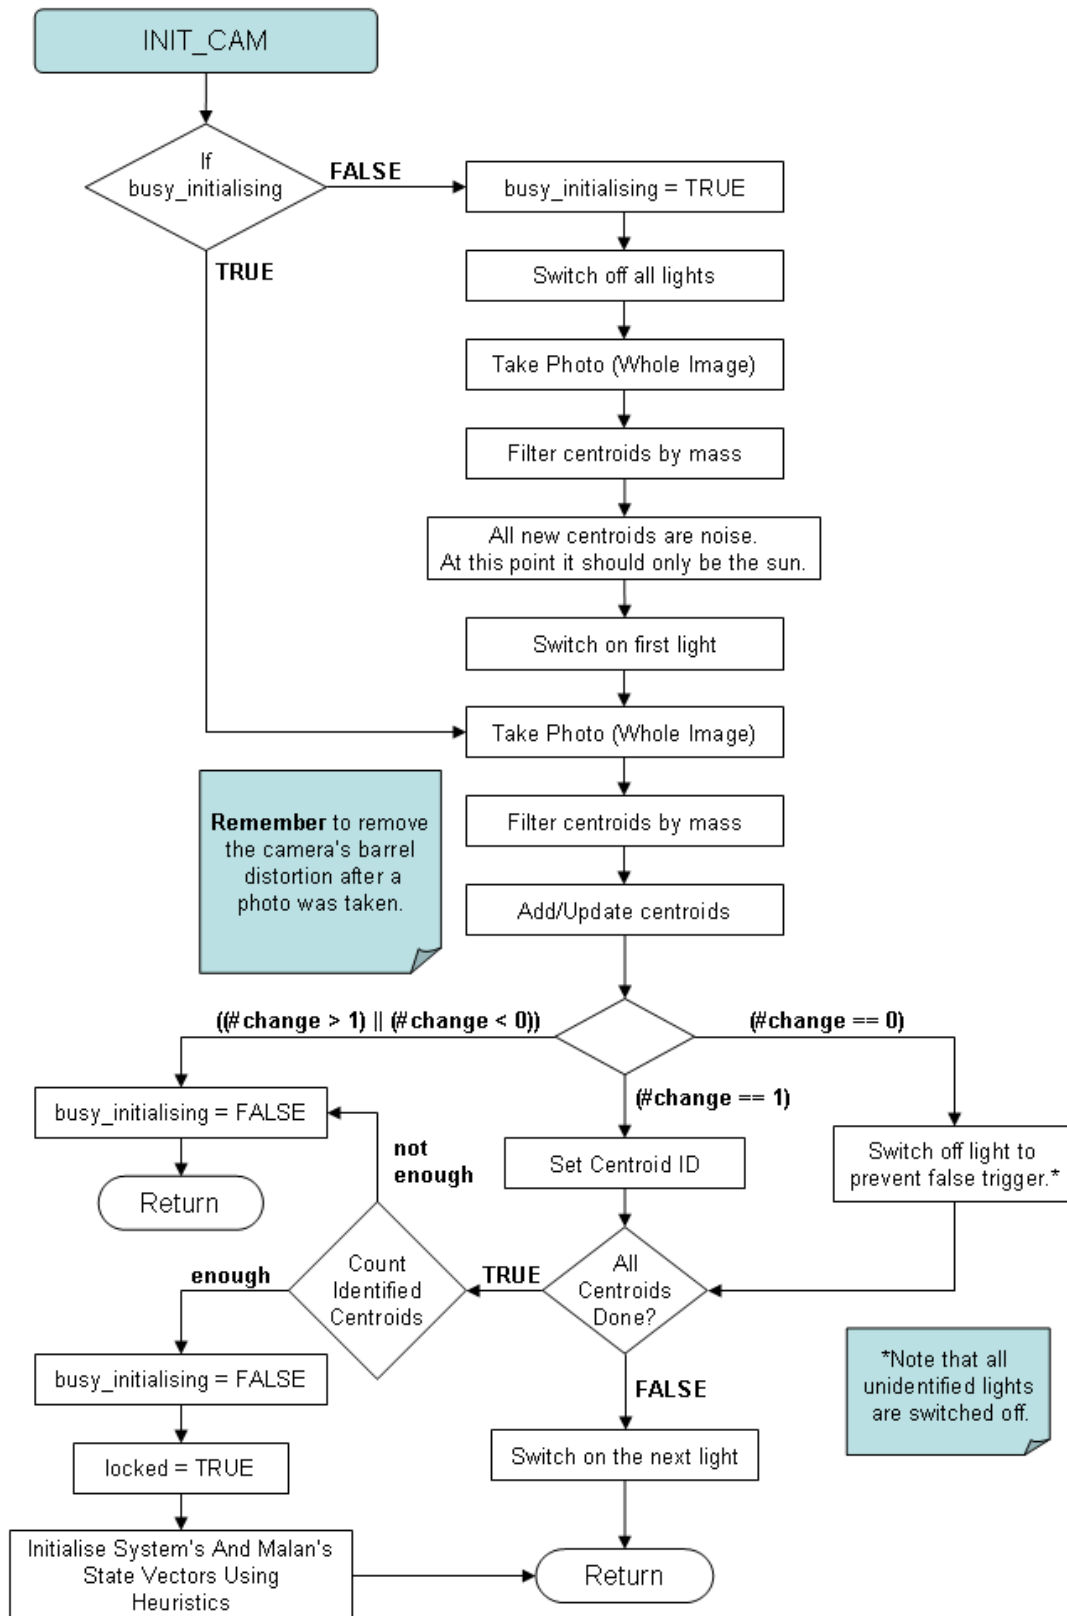 INIT_CAM
If
busy_initialising
FALSE
busy_initialising = TRUE
TRUE
Switch off all lights
Take Photo (Whole Image)
Filter centroids by mass
All new centroids are noise.
At this point it should only be the sun.
Switch on first light
Take Photo (Whole Image)
Remember to remove
the camera's barrel
distortion after a
photo was taken.
Filter centroids by mass
Add/Update centroids
((#change > 1) || (#change < 0))
(#change == 0)
(#change == 1)
busy_initialising = FALSE
Return
not
enough
Set Centroid ID
Switch off light to
prevent false trigger.*
enough
Count
Identified
Centroids
TRUE
All
Centroids
Done?
busy_initialising = FALSE
FALSE
*Note that all
unidentified lights
are switched off.
locked = TRUE
Switch on the next light
Initialise System's And Malan's
State Vectors Using
Heuristics
Return